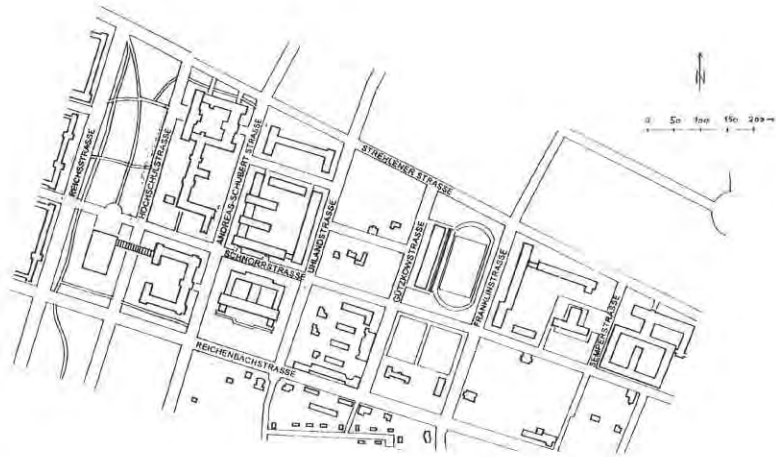 N
0 50 100 150 200 m
STREHLENER STRASSE
REICHSSTRASSE
HOCHSCHULSTRASSE
ANDREAS-SCHUBERT STRASSE
UHLANDSTRASSE
SCHNORRSTRASSE
GUTZKOWSTRASSE
FRANKLINSTRASSE
SEMPERSTRASSE
REICHENBACHSTRASSE